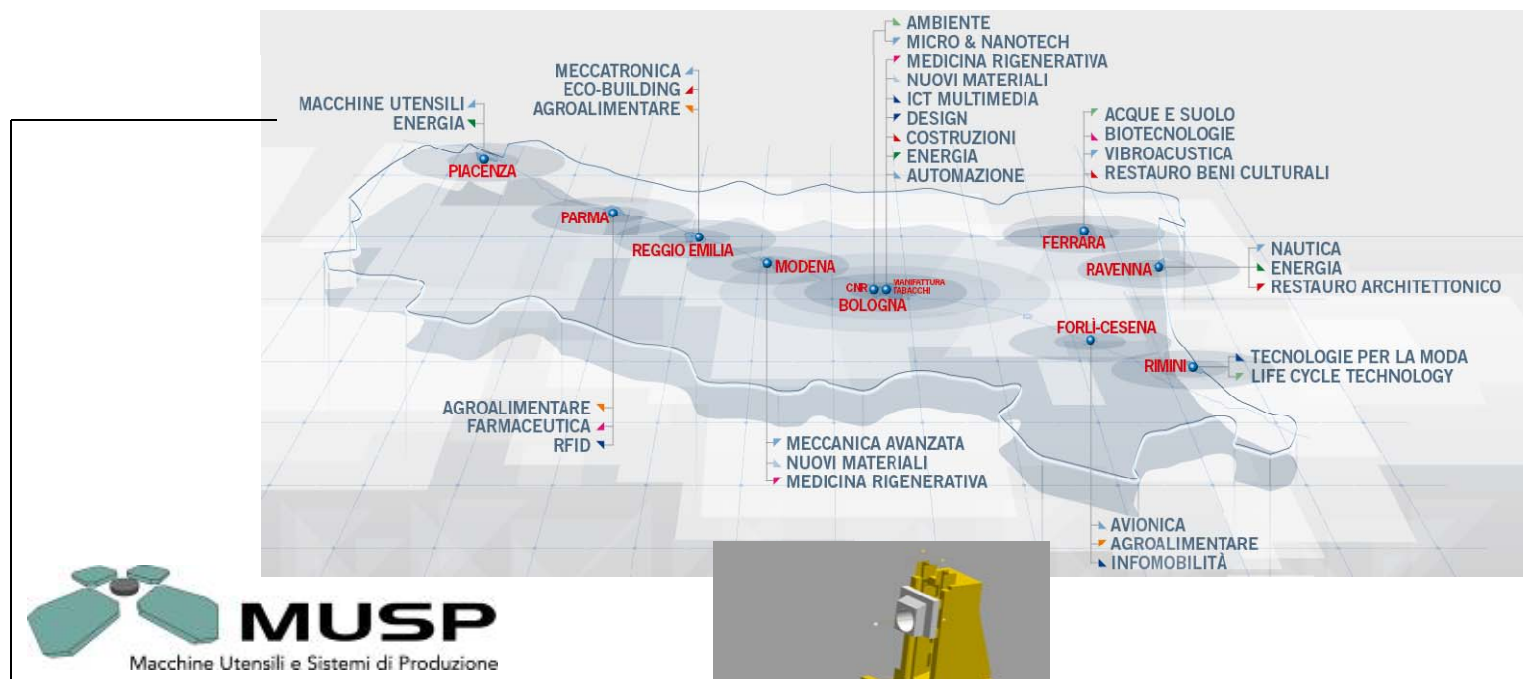 AMBIENTE
MICRO & NANOTECH
MEDICINA RIGENERATIVA
NUOVI MATERIALI
ICT MULTIMEDIA
DESIGN
COSTRUZIONI
ENERGIA
AUTOMAZIONE
MECCATRONICA
ECO-BUILDING
AGROALIMENTARE
MACCHINE UTENSILI
ENERGIA
ACQUE E SUOLO
BIOTECNOLOGIE
VIBROACUSTICA
RESTAURO BENI CULTURALI
PIACENZA
PARMA
REGGIO EMILIA
MODENA
CNR
MANIFATTURA
TABACCHI
BOLOGNA
FERRARA
RAVENNA
NAUTICA
ENERGIA
RESTAURO ARCHITETTONICO
FORLÌ-CESENA
RIMINI
TECNOLOGIE PER LA MODA
LIFE CYCLE TECHNOLOGY
AGROALIMENTARE
FARMACEUTICA
RFID
MECCANICA AVANZATA
NUOVI MATERIALI
MEDICINA RIGENERATIVA
AVIONICA
AGROALIMENTARE
INFOMOBILITÀ
MUSP
Macchine Utensili e Sistemi di Produzione